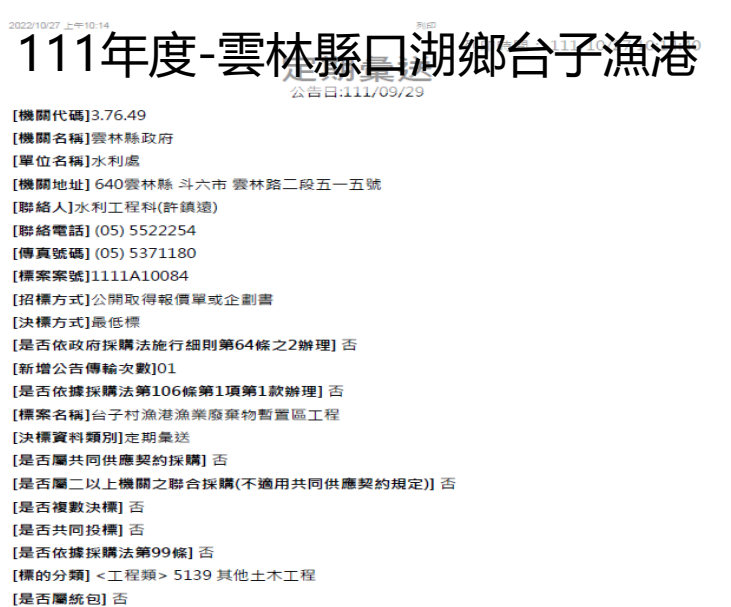 2022/10/27 上午10:14
列印
111年度-雲林縣口湖鄉台子漁港
定期彙送
公告日:111/09/29
[機關代碼]3.76.49
[機關名稱]雲林縣政府
[單位名稱]水利處
[機關地址] 640雲林縣 斗六市 雲林路二段五一五號
[聯絡人]水利工程科(許鎮遠)
[聯絡電話] (05) 5522254
[傳真號碼] (05) 5371180
[標案案號]1111A10084
[招標方式]公開取得報價單或企劃書
[決標方式]最低標
[是否依政府採購法施行細則第64條之2辦理] 否
[新增公告傳輸次數]01
[是否依據採購法第106條第1項第1款辦理] 否
[標案名稱]台子村漁港漁業廢棄物暫置區工程
[決標資料類別]定期彙送
[是否屬共同供應契約採購] 否
[是否屬二以上機關之聯合採購(不適用共同供應契約規定)] 否
[是否複數決標] 否
[是否共同投標] 否
[是否依據採購法第99條] 否
[標的分類] <工程類> 5139 其他土木工程
[是否屬統包] 否